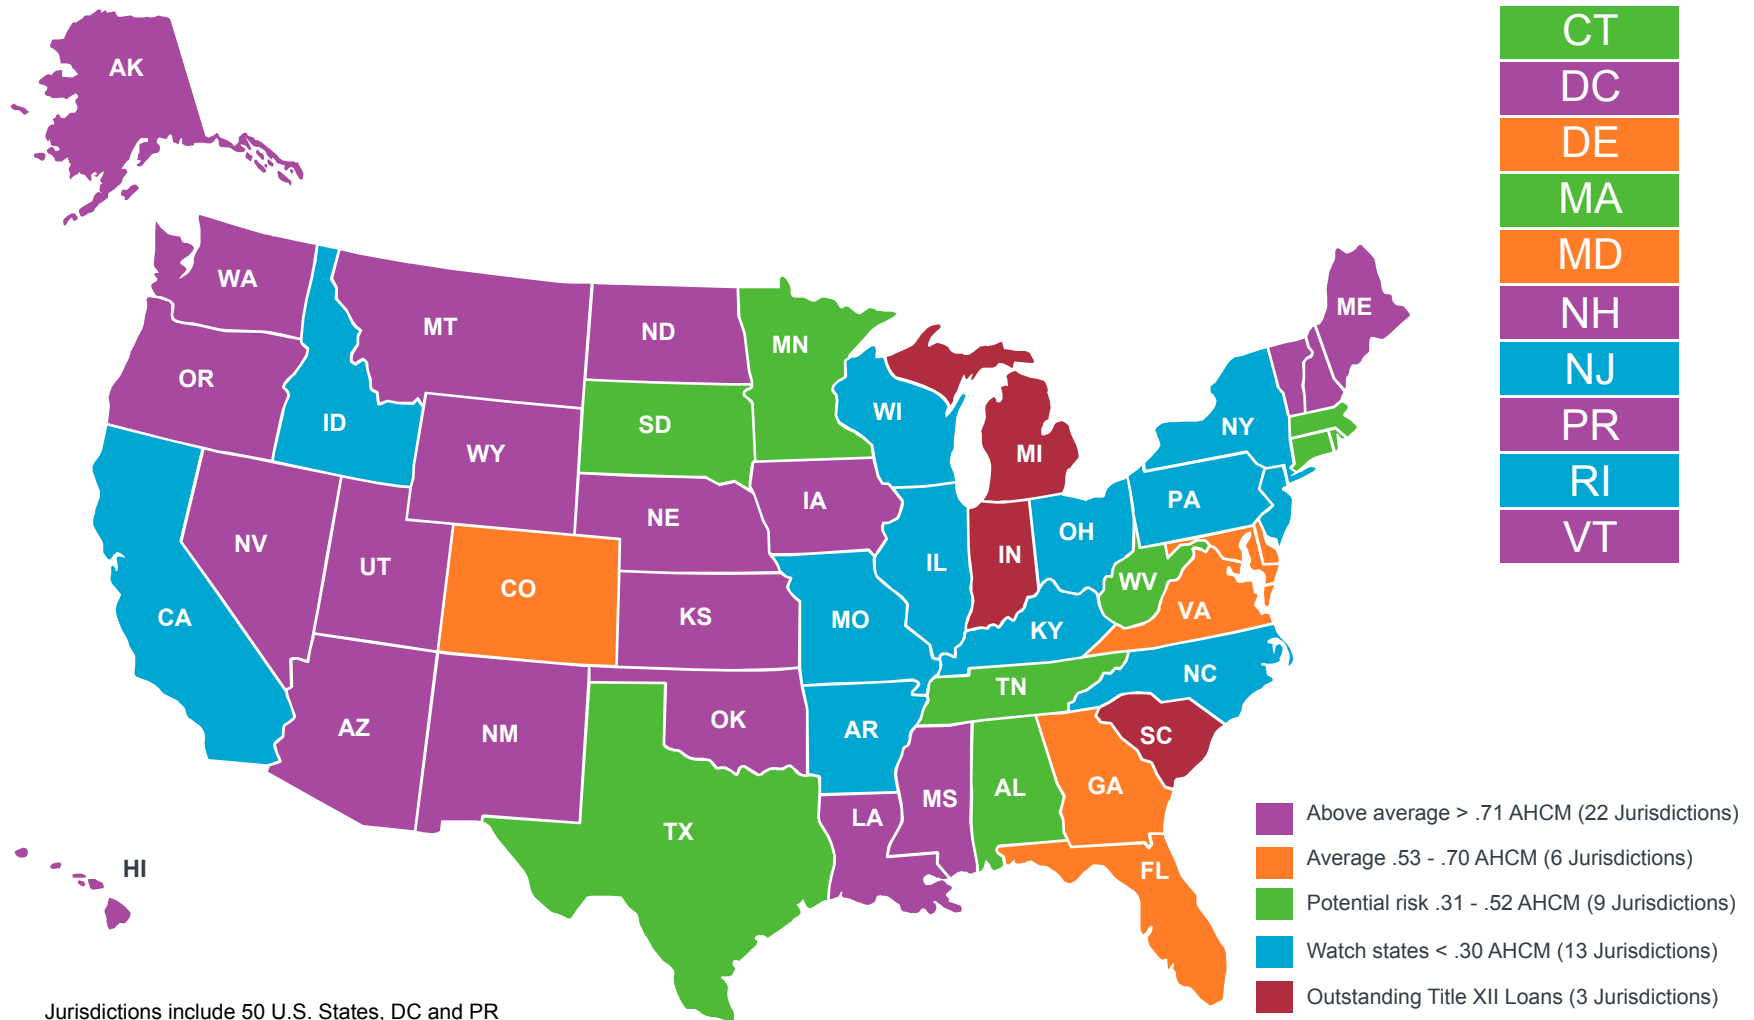 AK
WA
MT
ND
MN
ME
OR
ID
WY
SD
WI
MI
NY
NV
UT
CO
NE
IA
IL
IN
OH
PA
CA
KS
MO
KY
WV
VA
AZ
NM
OK
AR
TN
NC
SC
TX
LA
MS
AL
GA
FL
HI
CT
DC
DE
MA
MD
NH
NJ
PR
RI
VT
Above average > .71 AHCM (22 Jurisdictions)
Average .53 - .70 AHCM (6 Jurisdictions)
Potential risk .31 - .52 AHCM (9 Jurisdictions)
Watch states < .30 AHCM (13 Jurisdictions)
Outstanding Title XII Loans (3 Jurisdictions)
Jurisdictions include 50 U.S. States, DC and PR